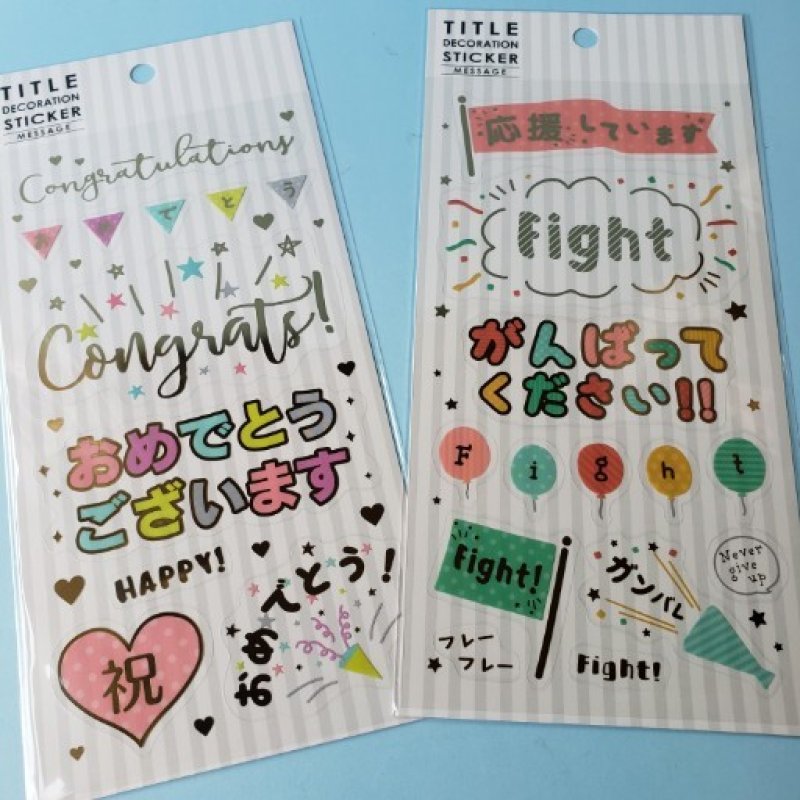 TITLE
DECORATION
STICKER
MESSAGE
Congratulations
おめでとう
Congrats!
おめでとう
ございます
HAPPY!
祝
おめでとう!
TITLE
DECORATION
STICKER
MESSAGE
応援しています
Fight
がんばって
ください!!
Fight
Fight!
ガンバレ
Never
give
up
フレー
フレー
Fight!